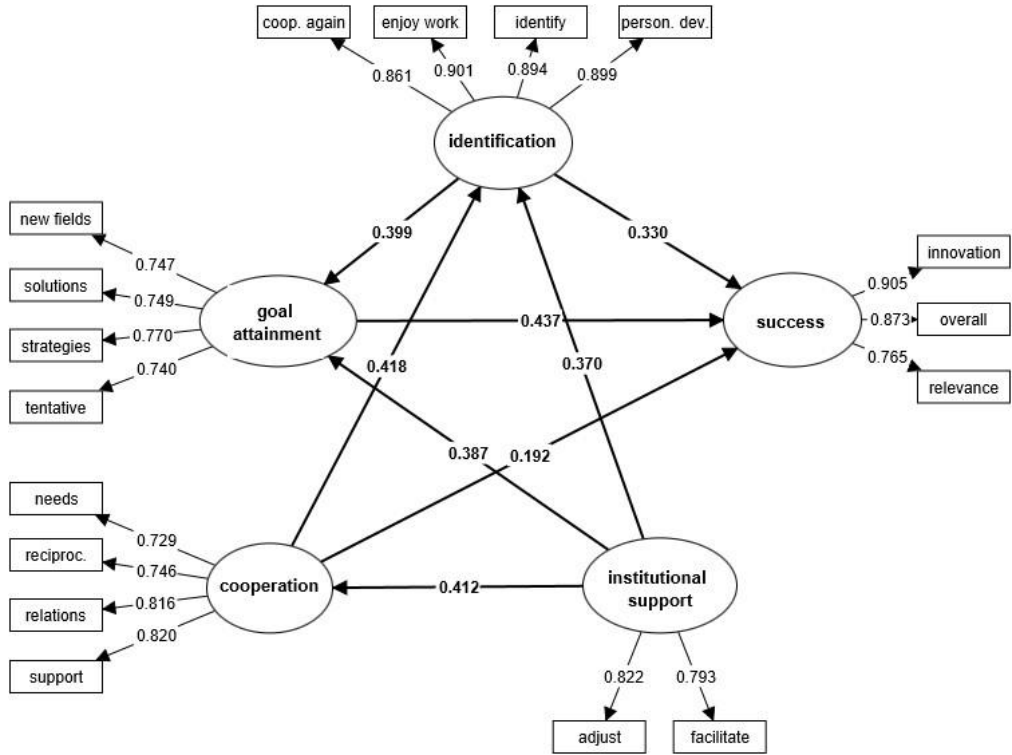 coop. again
enjoy work
identify
person. dev.
0.861
0.901
0.894
0.899
identification
new fields
0.399
0.330
innovation
0.747
0.905
solutions
0.749
goal
attainment
0.437
success
0.873
overall
strategies
0.770
0.740
0.418
0.370
0.765
relevance
tentative
0.387
0.192
needs
0.729
reciproc.
0.746
cooperation
0.412
institutional
support
relations
0.816
0.820
support
0.822
0.793
adjust
facilitate